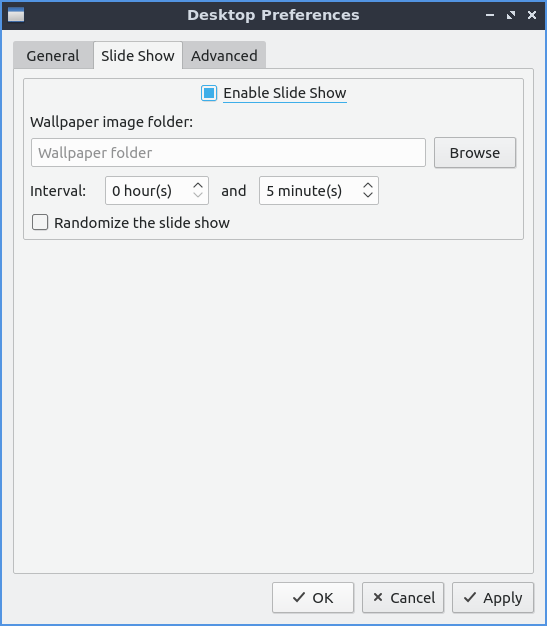 Desktop Preferences
General Slide Show Advanced
Enable Slide Show
Wallpaper image folder:
Wallpaper folder Browse
Interval: 0 hour(s) and 5 minute(s)
Randomize the slide show
OK Cancel Apply